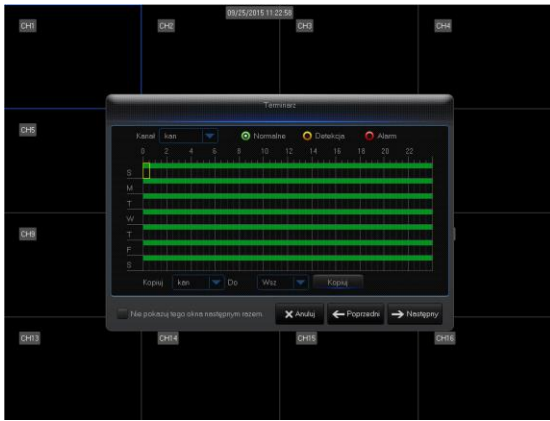 09/25/2015 11:22:58
CH1 CH2 CH3 CH4
Terminarz
CH5
Kanał kan Normalne Detekcja Alarm
0 2 4 6 8 10 12 14 16 18 20 22
S
M
T
W
T
F
S
CH9
Kopiuj kan Do Wsz Kopiuj
Nie pokazuj tego okna następnym razem. Anuluj Poprzedni Następny
CH13 CH14 CH15 CH16